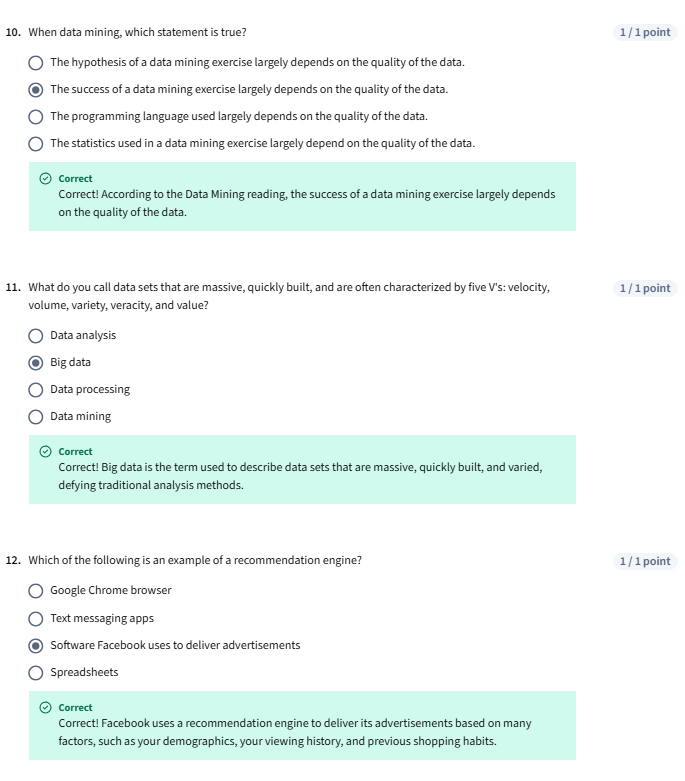 10. When data mining, which statement is true?
1 / 1 point
The hypothesis of a data mining exercise largely depends on the quality of the data.
The success of a data mining exercise largely depends on the quality of the data.
The programming language used largely depends on the quality of the data.
The statistics used in a data mining exercise largely depend on the quality of the data.
Correct
Correct! According to the Data Mining reading, the success of a data mining exercise largely depends
on the quality of the data.
11. What do you call data sets that are massive, quickly built, and are often characterized by five V's: velocity,
volume, variety, veracity, and value?
1 / 1 point
Data analysis
Big data
Data processing
Data mining
Correct
Correct! Big data is the term used to describe data sets that are massive, quickly built, and varied,
defying traditional analysis methods.
12. Which of the following is an example of a recommendation engine?
1 / 1 point
Google Chrome browser
Text messaging apps
Software Facebook uses to deliver advertisements
Spreadsheets
Correct
Correct! Facebook uses a recommendation engine to deliver its advertisements based on many
factors, such as your demographics, your viewing history, and previous shopping habits.